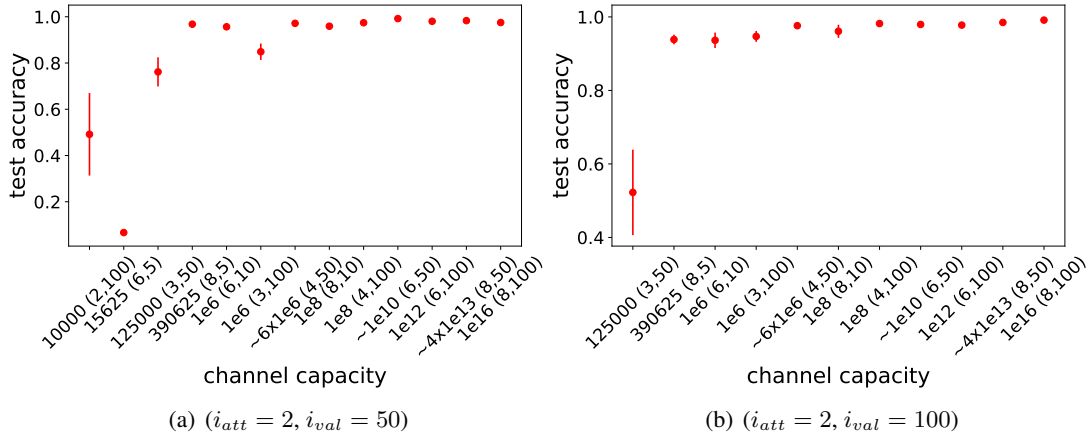 1.0
0.8
0.6
0.4
0.2
test accuracy
10000 (2,100)
15625 (6,5)
125000 (3,50)
390625 (8,5)
1e6 (6,10)
1e6 (3,100)
~6x1e6 (4,50)
1e8 (8,10)
1e8 (4,100)
~1e10 (6,50)
1e12 (6,100)
~4x1e13 (8,50)
1e16 (8,100)
channel capacity
(a) (i_att = 2, i_val = 50)
1.0
0.8
0.6
0.4
test accuracy
125000 (3,50)
390625 (8,5)
1e6 (6,10)
1e6 (3,100)
~6x1e6 (4,50)
1e8 (8,10)
1e8 (4,100)
~1e10 (6,50)
1e12 (6,100)
~4x1e13 (8,50)
1e16 (8,100)
channel capacity
(b) (i_att = 2, i_val = 100)